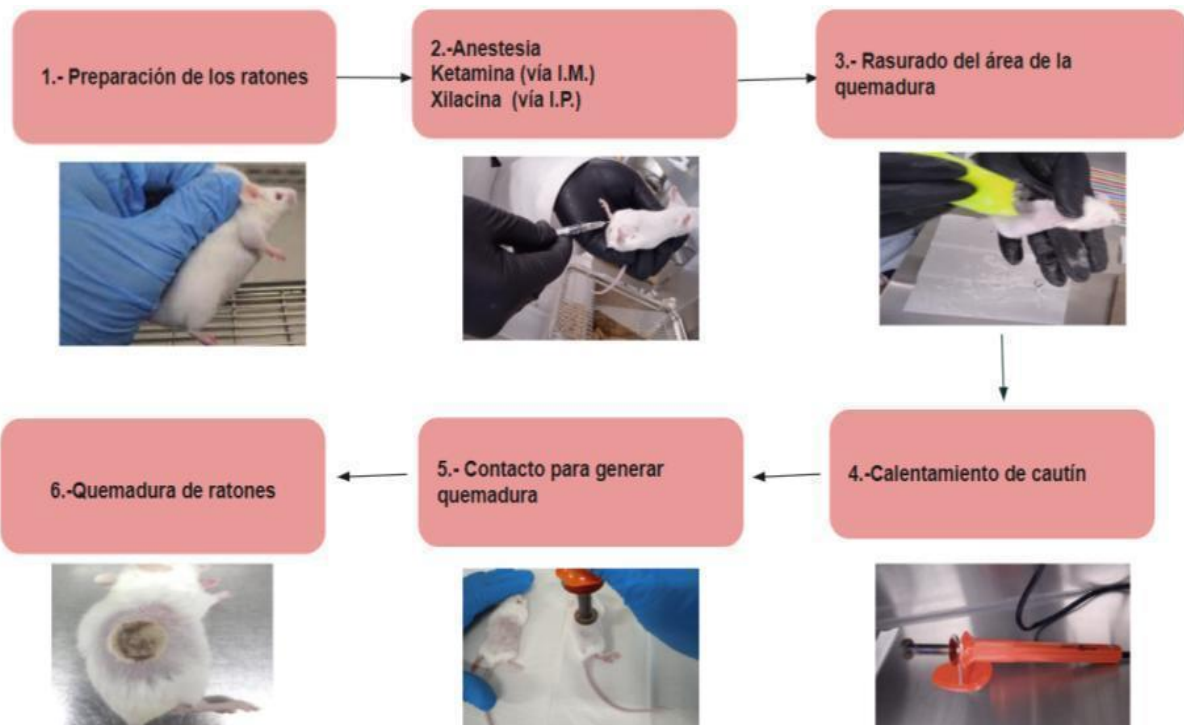 1.- Preparación de los ratones
2.-Anestesia
Ketamina (vía I.M.)
Xilacina (vía I.P.)
3.- Rasurado del área de la
quemadura
4.-Calentamiento de cautín
5.- Contacto para generar
quemadura
6.-Quemadura de ratones